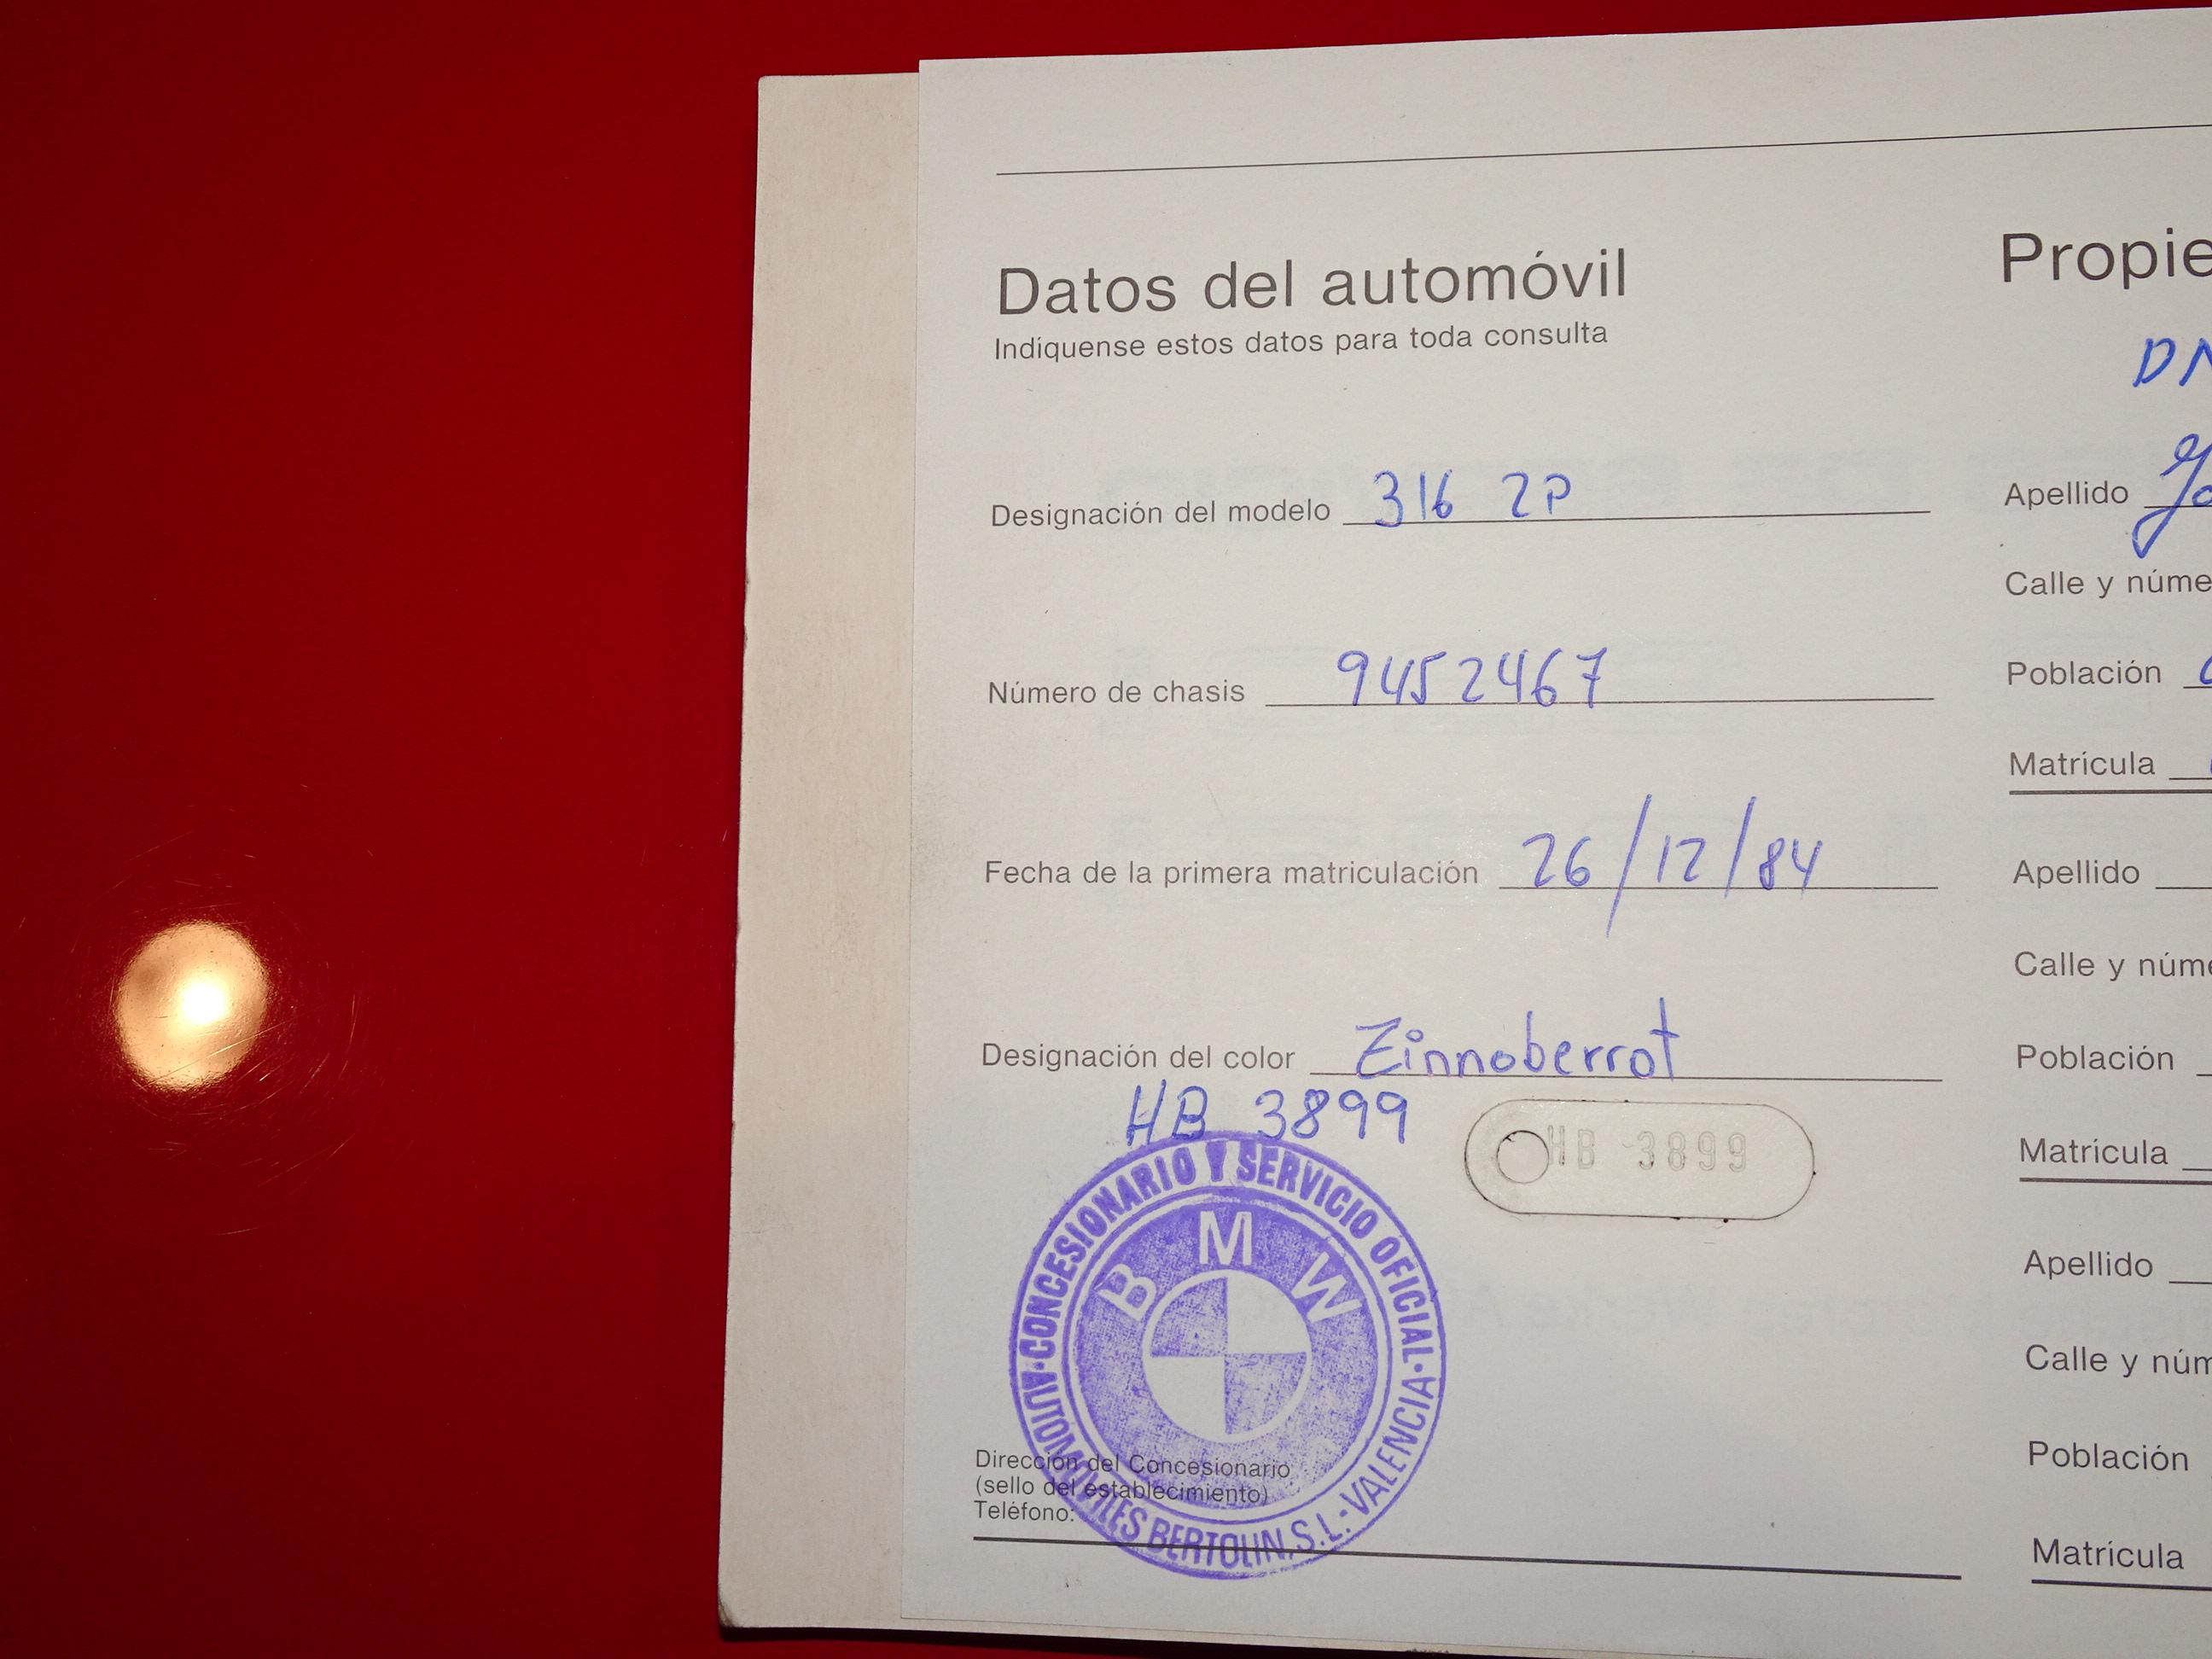 Datos del automóvil
Indíquense estos datos para toda consulta
Designación del modelo 316 2P
Número de chasis 9452467
Fecha de la primera matriculación 26/12/84
Designación del color Zinnoberrot
HB 3899
HB 3899
CONCESIONARIO Y SERVICIO OFICIAL
AUTOMOVILES BERTOLIN, S.L. - VALENCIA
BMW
Dirección del Concesionario
(sello del establecimiento)
Teléfono:
Propie
DN
Apellido
Calle y núme
Población
Matrícula
Apellido
Calle y núme
Población
Matrícula
Apellido
Calle y núm
Población
Matrícula